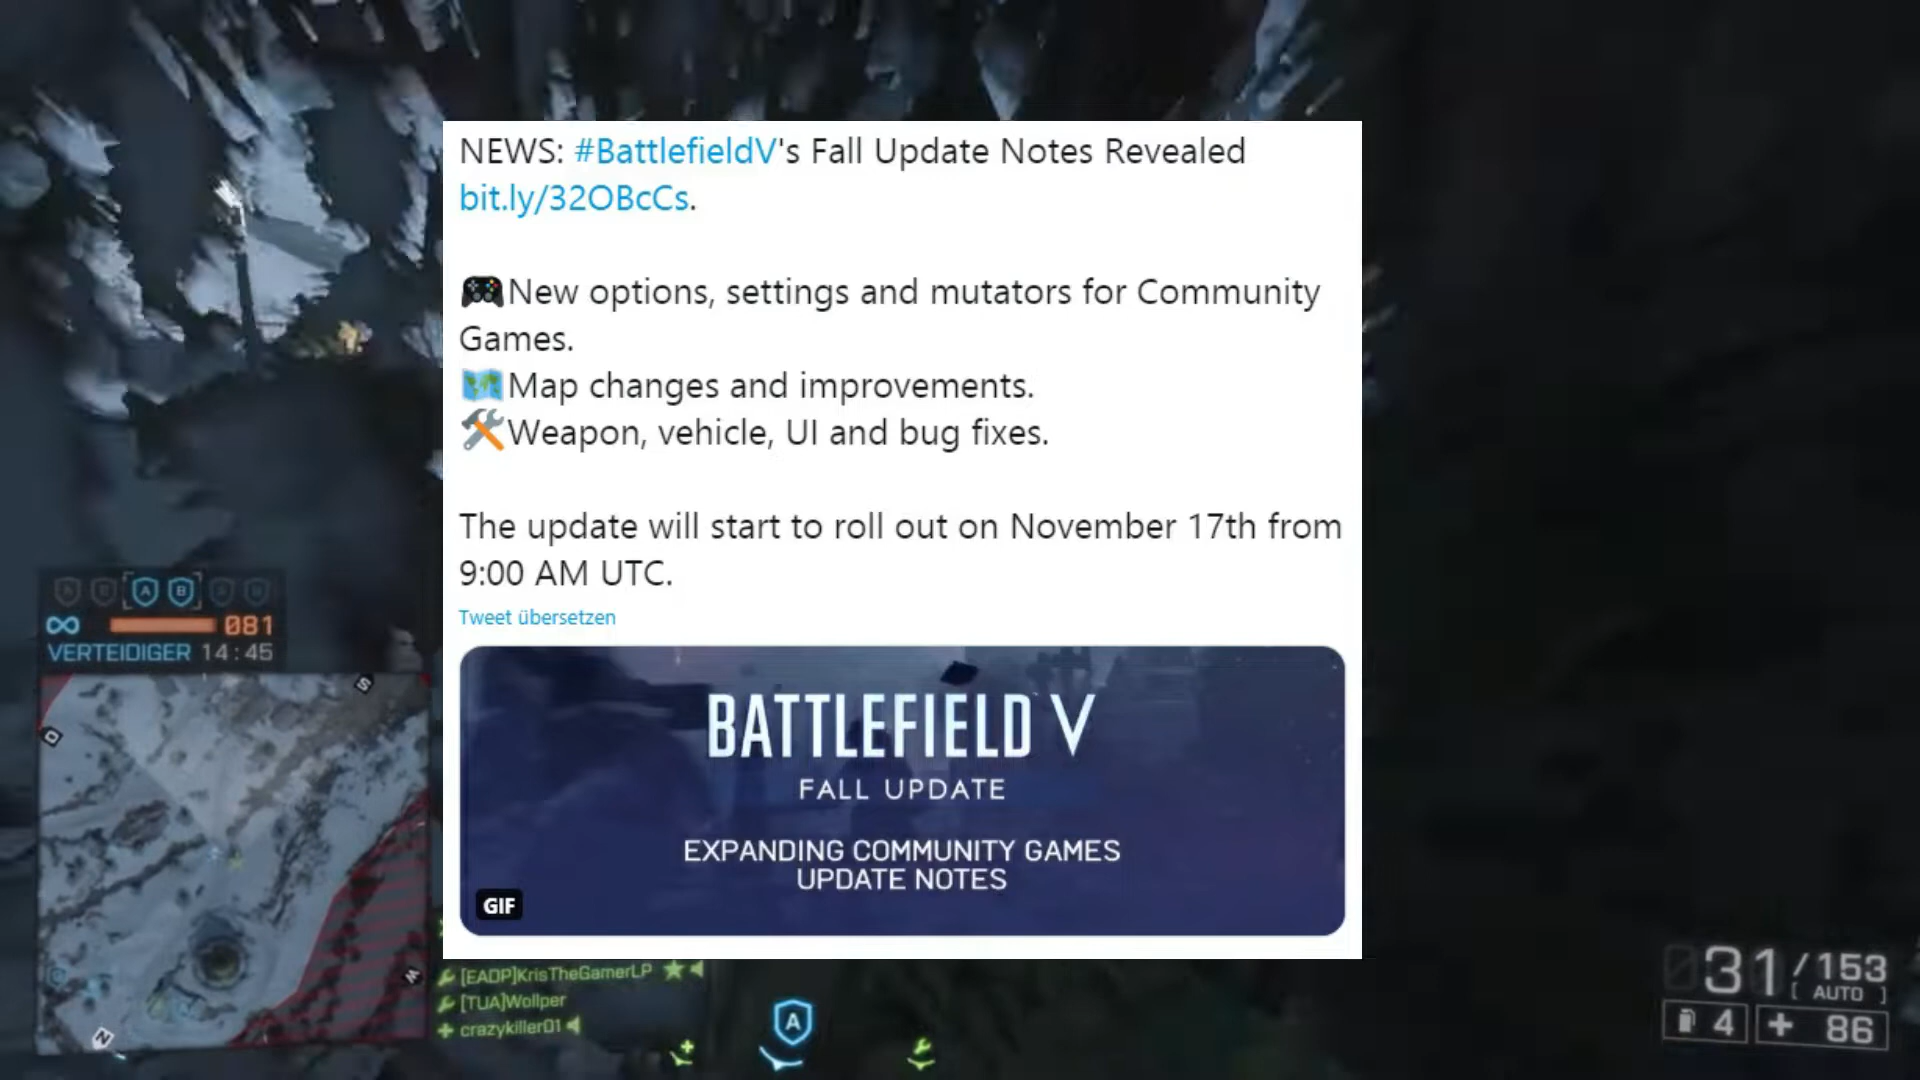 NEWS: #BattlefieldV's Fall Update Notes Revealed
bit.ly/32OBcCs.
New options, settings and mutators for Community
Games.
Map changes and improvements.
Weapon, vehicle, UI and bug fixes.
The update will start to roll out on November 17th from
9:00 AM UTC.
Tweet übersetzen
BATTLEFIELD V
FALL UPDATE
EXPANDING COMMUNITY GAMES
UPDATE NOTES
GIF
A B
081
VERTEIDIGER 14:45
S
O
W
N
[EADP]KrisTheGamerLP
[TUA]Wollper
crazykiller01
A
31/153
[ AUTO ]
4
86